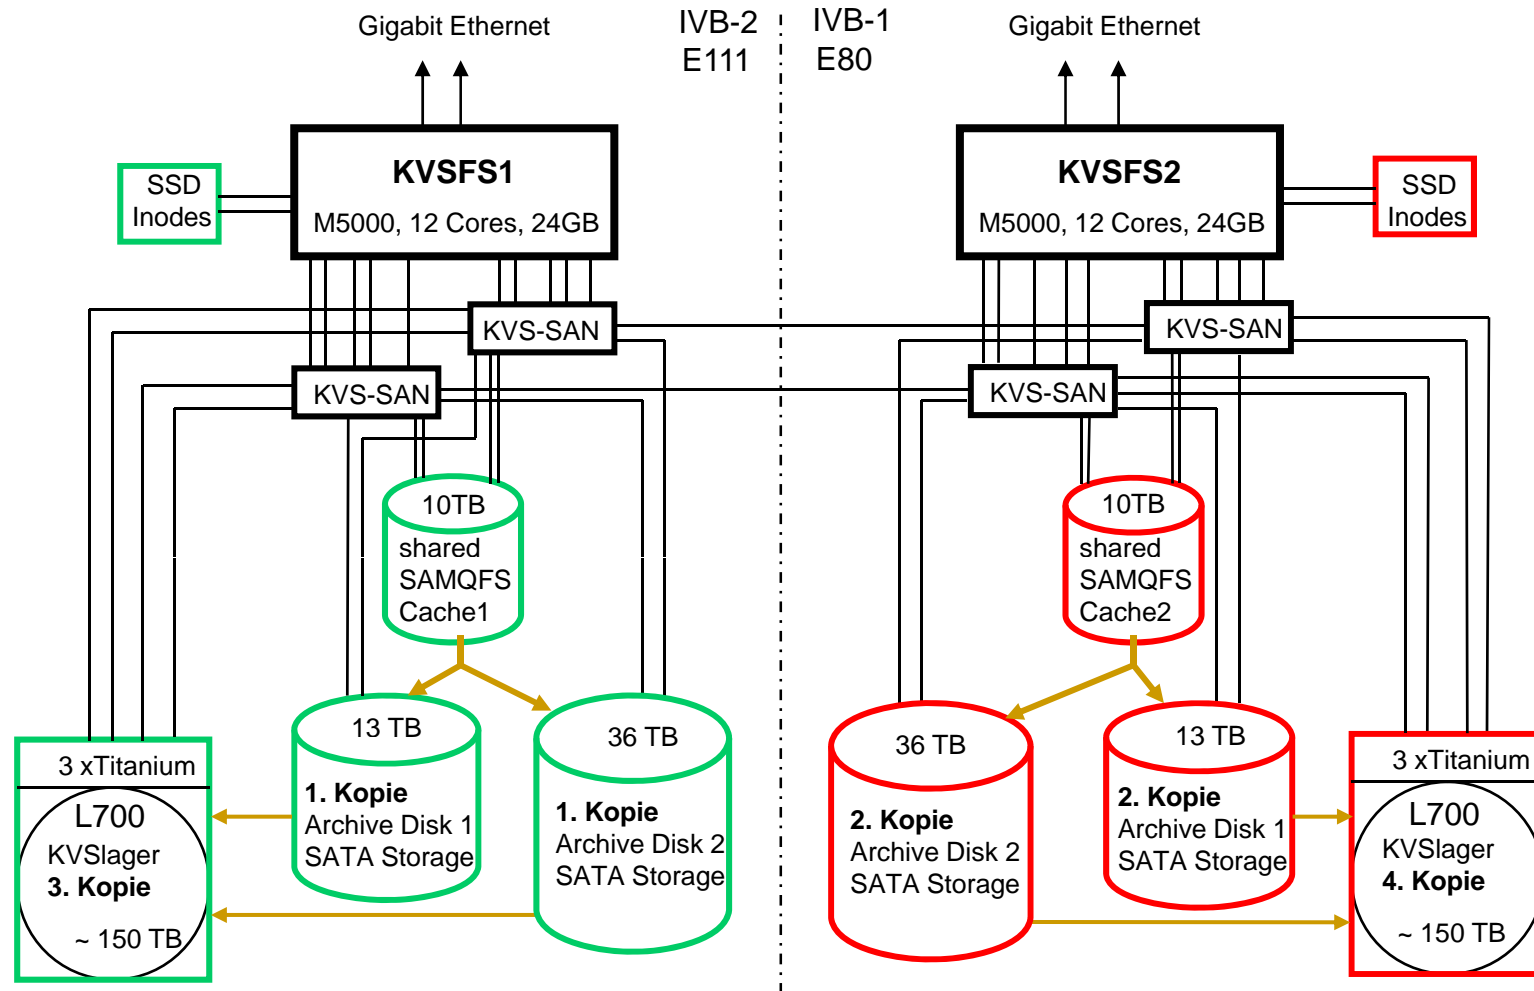 Gigabit Ethernet
IVB-2
E111
IVB-1
E80
Gigabit Ethernet
SSD
Inodes
KVSFS1
M5000, 12 Cores, 24GB
KVSFS2
M5000, 12 Cores, 24GB
SSD
Inodes
KVS-SAN
KVS-SAN
KVS-SAN
KVS-SAN
10TB
shared
SAMQFS
Cache1
10TB
shared
SAMQFS
Cache2
3 xTitanium
L700
KVSlager
3. Kopie
~ 150 TB
13 TB
1. Kopie
Archive Disk 1
SATA Storage
36 TB
1. Kopie
Archive Disk 2
SATA Storage
36 TB
2. Kopie
Archive Disk 2
SATA Storage
13 TB
2. Kopie
Archive Disk 1
SATA Storage
3 xTitanium
L700
KVSlager
4. Kopie
~ 150 TB